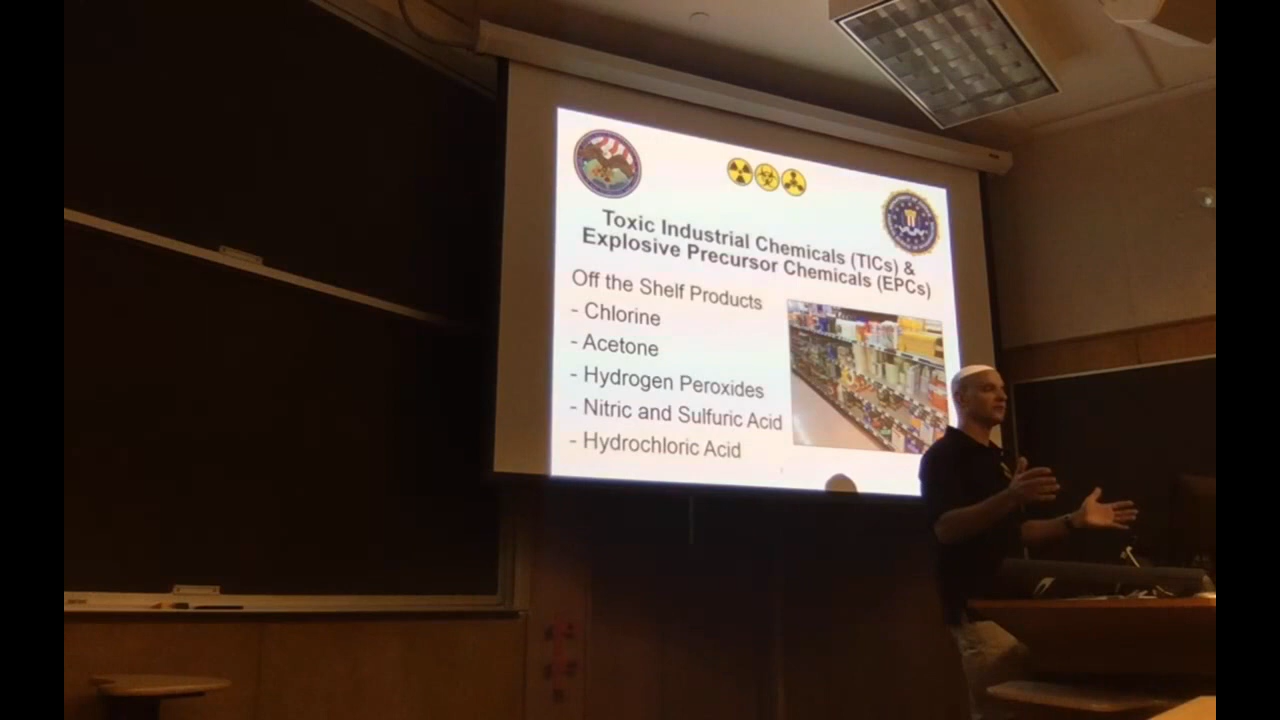 Toxic Industrial Chemicals (TICs) &
Explosive Precursor Chemicals (EPCs)
Off the Shelf Products
- Chlorine
- Acetone
- Hydrogen Peroxides
- Nitric and Sulfuric Acid
- Hydrochloric Acid